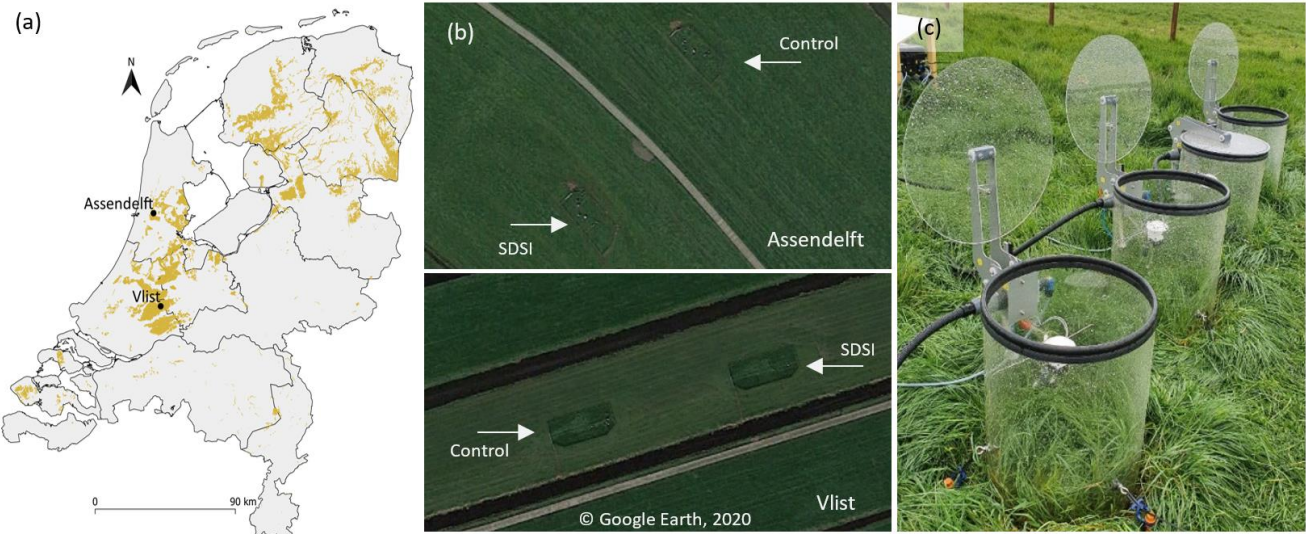 (a)
N
Assendelft
Vlist
0 90 km
(b)
Control
SDSI
Assendelft
SDSI
Control
Vlist
© Google Earth, 2020
(c)